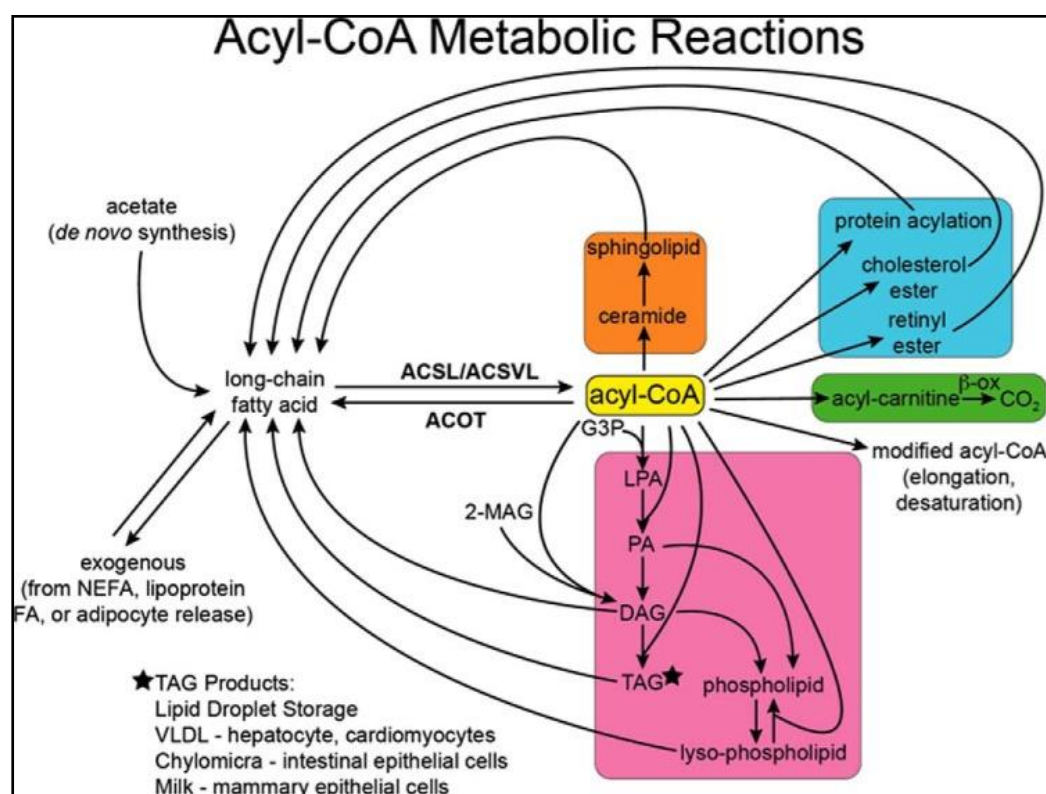 Acyl-CoA Metabolic Reactions
acetate
(de novo synthesis)
sphingolipid
ceramide
protein acylation
cholesterol
ester
retinyl
ester
long-chain
fatty acid
ACSL/ACSVL
ACOT
acyl-CoA
acyl-carnitine
β-ox
CO₂
modified acyl-CoA
(elongation,
desaturation)
G3P
LPA
2-MAG
PA
DAG
TAG★
phospholipid
lyso-phospholipid
exogenous
(from NEFA, lipoprotein
FA, or adipocyte release)
★TAG Products:
Lipid Droplet Storage
VLDL - hepatocyte, cardiomyocytes
Chylomicra - intestinal epithelial cells
Milk - mammary epithelial cells